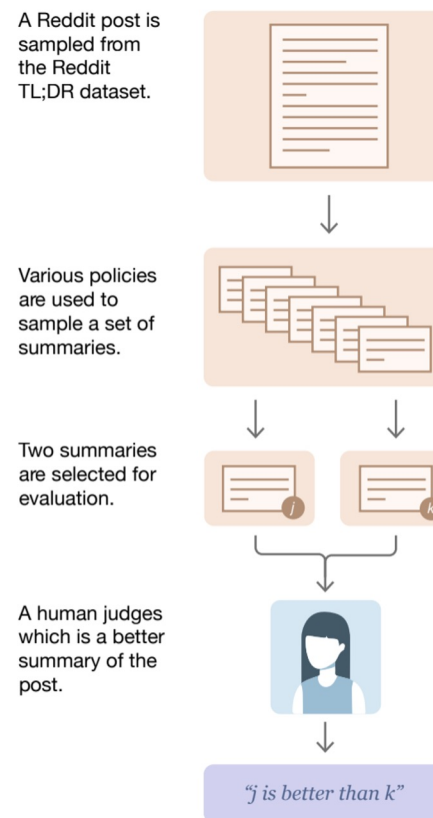 A Reddit post is
sampled from
the Reddit
TL;DR dataset.
Various policies
are used to
sample a set of
summaries.
Two summaries
are selected for
evaluation.
j
k
A human judges
which is a better
summary of the
post.
“j is better than k”